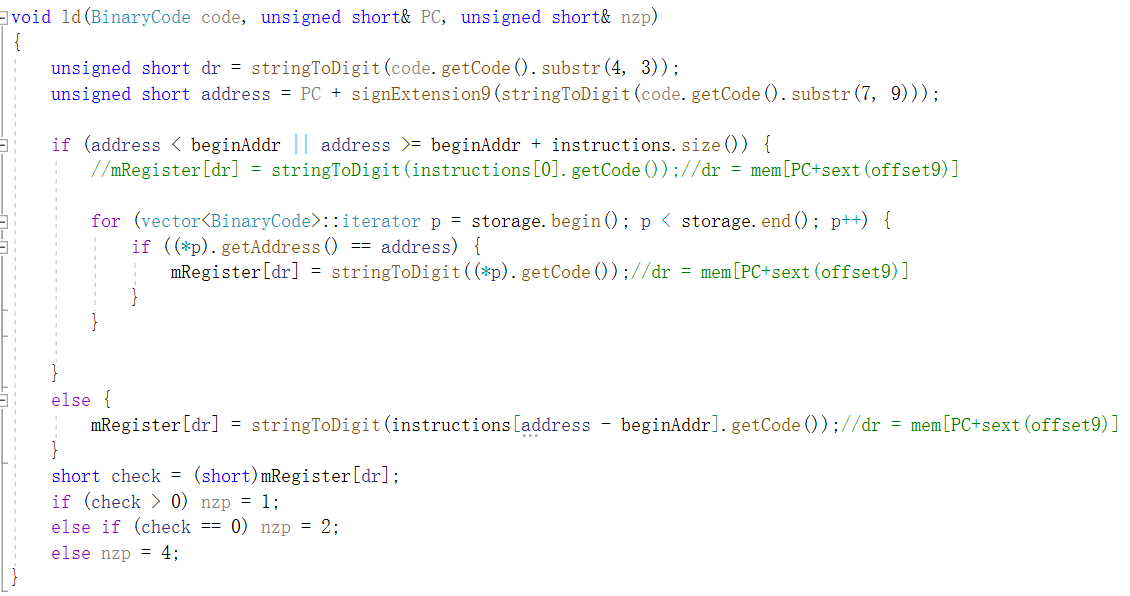 void ld(BinaryCode code, unsigned short& PC, unsigned short& nzp)
{
    unsigned short dr = stringToDigit(code.getCode().substr(4, 3));
    unsigned short address = PC + signExtension9(stringToDigit(code.getCode().substr(7, 9)));

    if (address < beginAddr || address >= beginAddr + instructions.size()) {
        //mRegister[dr] = stringToDigit(instructions[0].getCode());//dr = mem[PC+sext(offset9)]

        for (vector<BinaryCode>::iterator p = storage.begin(); p < storage.end(); p++) {
            if ((*p).getAddress() == address) {
                mRegister[dr] = stringToDigit((*p).getCode());//dr = mem[PC+sext(offset9)]
            }
        }

    }
    else {
        mRegister[dr] = stringToDigit(instructions[address - beginAddr].getCode());//dr = mem[PC+sext(offset9)]
    }
    short check = (short)mRegister[dr];
    if (check > 0) nzp = 1;
    else if (check == 0) nzp = 2;
    else nzp = 4;
}